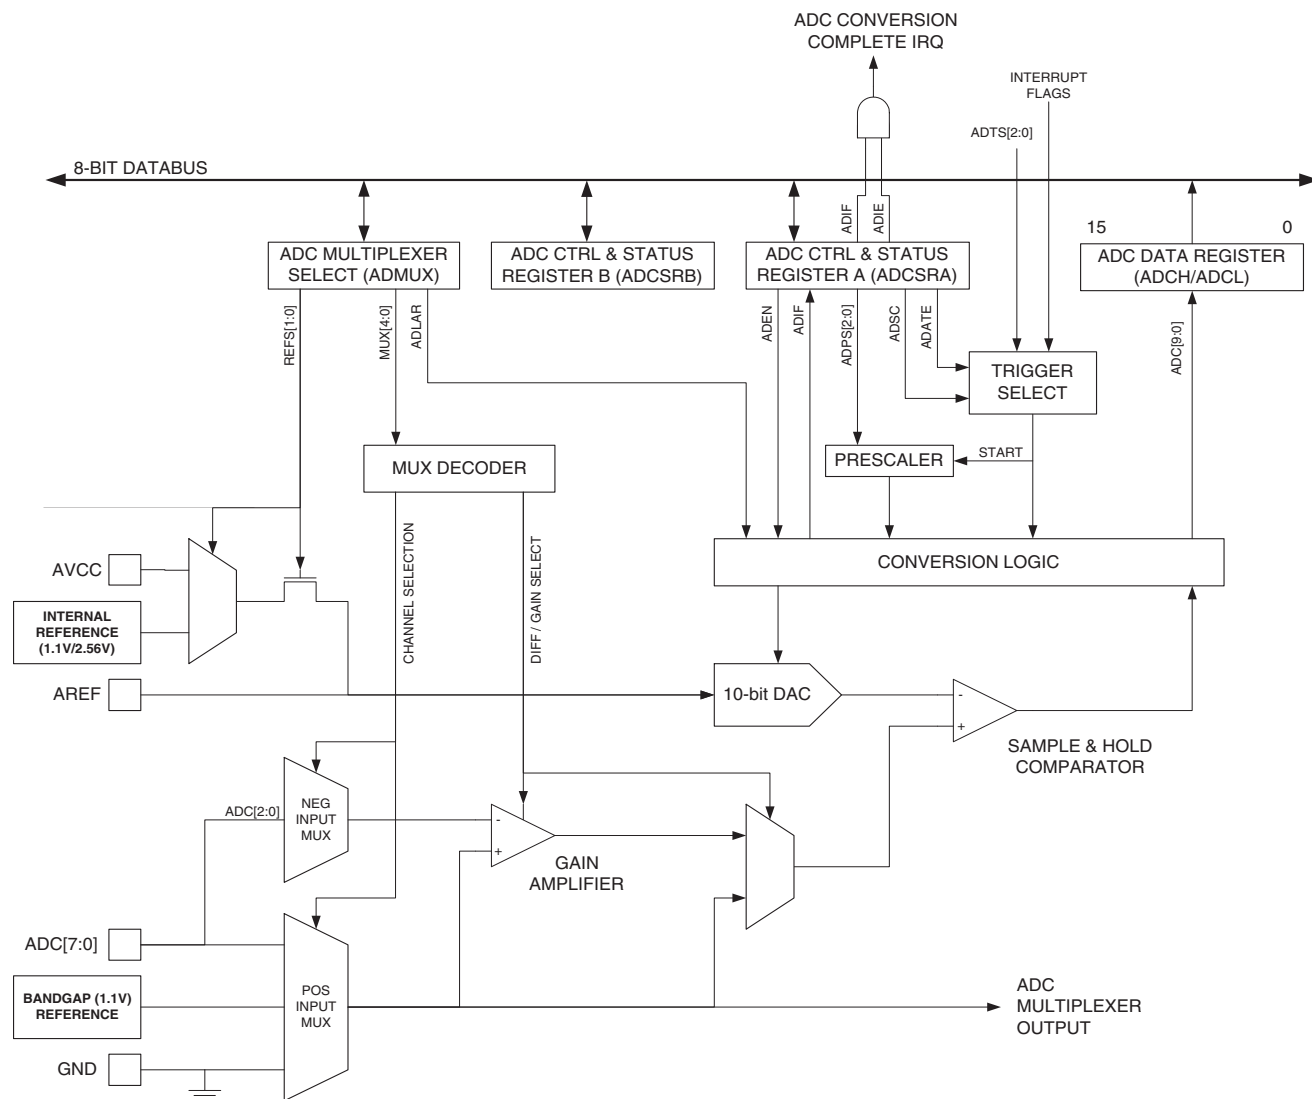 ADC CONVERSION
COMPLETE IRQ
INTERRUPT
FLAGS
ADTS[2:0]
8-BIT DATABUS
ADIF
ADIE
15
0
ADC MULTIPLEXER
SELECT (ADMUX)
ADC CTRL & STATUS
REGISTER B (ADCSRB)
ADC CTRL & STATUS
REGISTER A (ADCSRA)
ADC DATA REGISTER
(ADCH/ADCL)
REFS[1:0]
MUX[4:0]
ADLAR
ADEN
ADIF
ADPS[2:0]
ADSC
ADATE
ADC[9:0]
TRIGGER
SELECT
MUX DECODER
PRESCALER
START
CHANNEL SELECTION
DIFF / GAIN SELECT
CONVERSION LOGIC
AVCC
INTERNAL
REFERENCE
(1.1V/2.56V)
AREF
10-bit DAC
-
+
SAMPLE & HOLD
COMPARATOR
ADC[2:0]
NEG
INPUT
MUX
-
+
GAIN
AMPLIFIER
ADC[7:0]
BANDGAP (1.1V)
REFERENCE
POS
INPUT
MUX
ADC
MULTIPLEXER
OUTPUT
GND